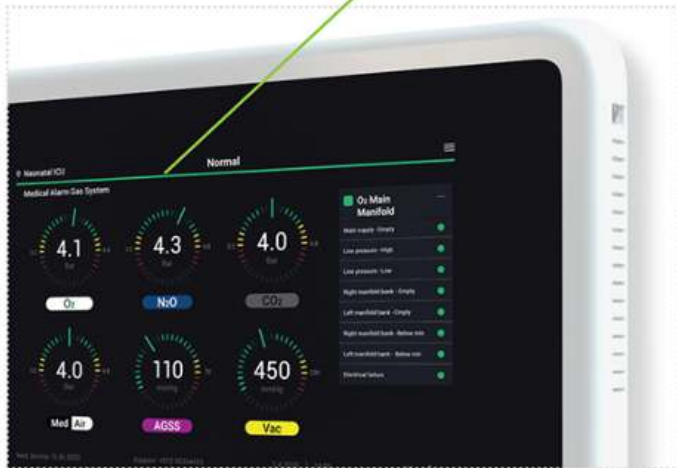 Neonatal ICU
Normal
Medical Alarm Gas System
4.1
Bar
O₂
4.3
Bar
N₂O
4.0
Bar
CO₂
4.0
Bar
Med Air
110
mmHg
AGSS
450
mmHg
Vac
O₂ Main
Manifold
Main supply - Empty
Line pressure - High
Line pressure - Low
Right manifold bank - Empty
Left manifold bank - Empty
Right manifold bank - Below min
Left manifold bank - Below min
Electrical failure